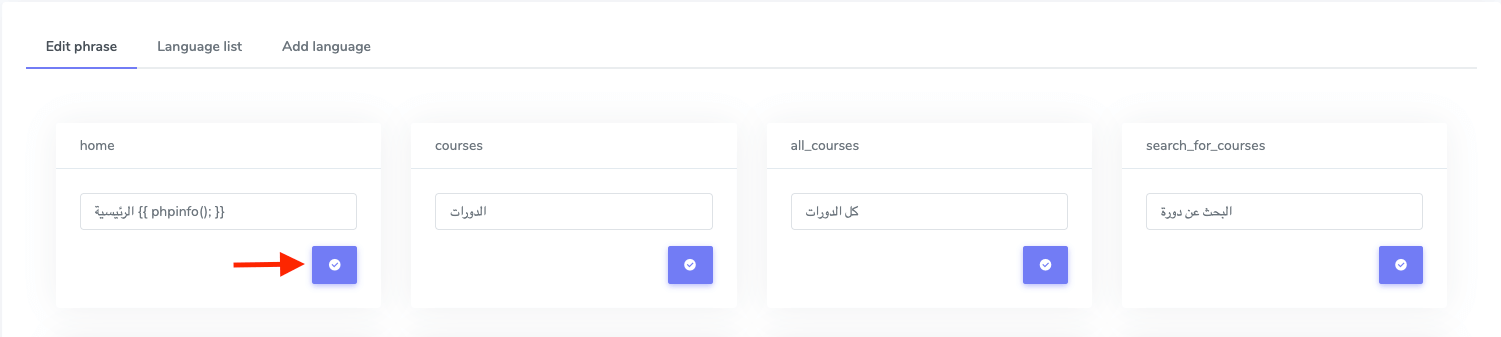 Edit phrase Language list Add language
home courses all_courses search_for_courses
الرئيسية {{ phpinfo(); }} الدورات كل الدورات البحث عن دورة